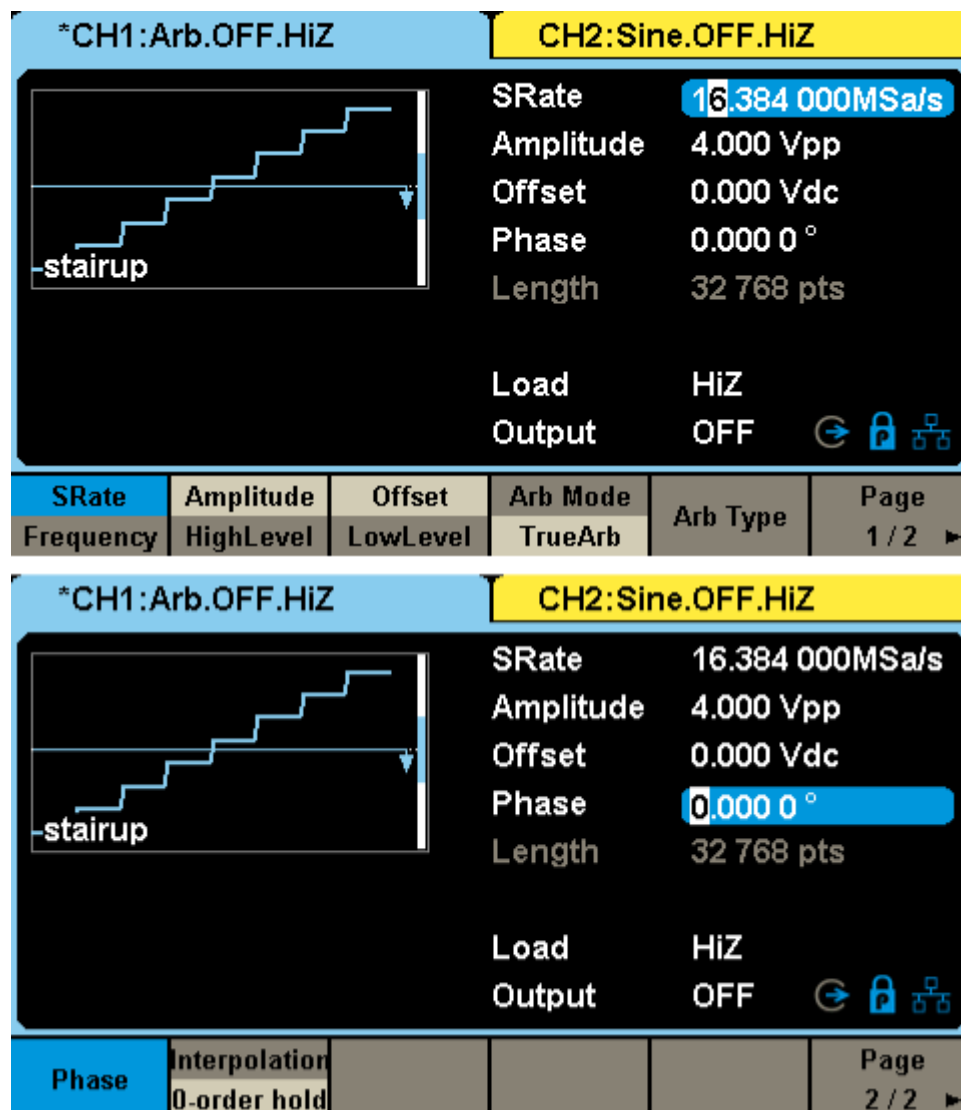 *CH1:Arb.OFF.HiZ CH2:Sine.OFF.HiZ
SRate 16.384 000MSa/s
Amplitude 4.000 Vpp
Offset 0.000 Vdc
Phase 0.000 0 °
-stairup
Length 32 768 pts
Load HiZ
Output OFF
SRate Amplitude Offset Arb Mode Arb Type Page
Frequency HighLevel LowLevel TrueArb 1 / 2
*CH1:Arb.OFF.HiZ CH2:Sine.OFF.HiZ
SRate 16.384 000MSa/s
Amplitude 4.000 Vpp
Offset 0.000 Vdc
Phase 0.000 0 °
-stairup
Length 32 768 pts
Load HiZ
Output OFF
Phase Interpolation Page
0-order hold 2 / 2